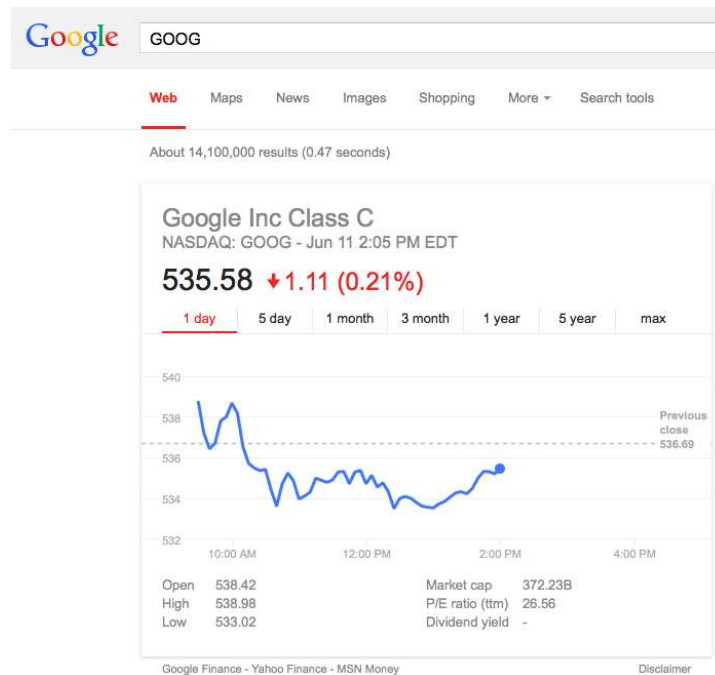 Google GOOG
Web Maps News Images Shopping More Search tools
About 14,100,000 results (0.47 seconds)
Google Inc Class C
NASDAQ: GOOG - Jun 11 2:05 PM EDT
535.58 1.11 (0.21%)
1 day 5 day 1 month 3 month 1 year 5 year max
540
538
Previous
close
536.69
536
534
532
10:00 AM 12:00 PM 2:00 PM 4:00 PM
Open 538.42 Market cap 372.23B
High 538.98 P/E ratio (ttm) 26.56
Low 533.02 Dividend yield -
Google Finance - Yahoo Finance - MSN Money Disclaimer